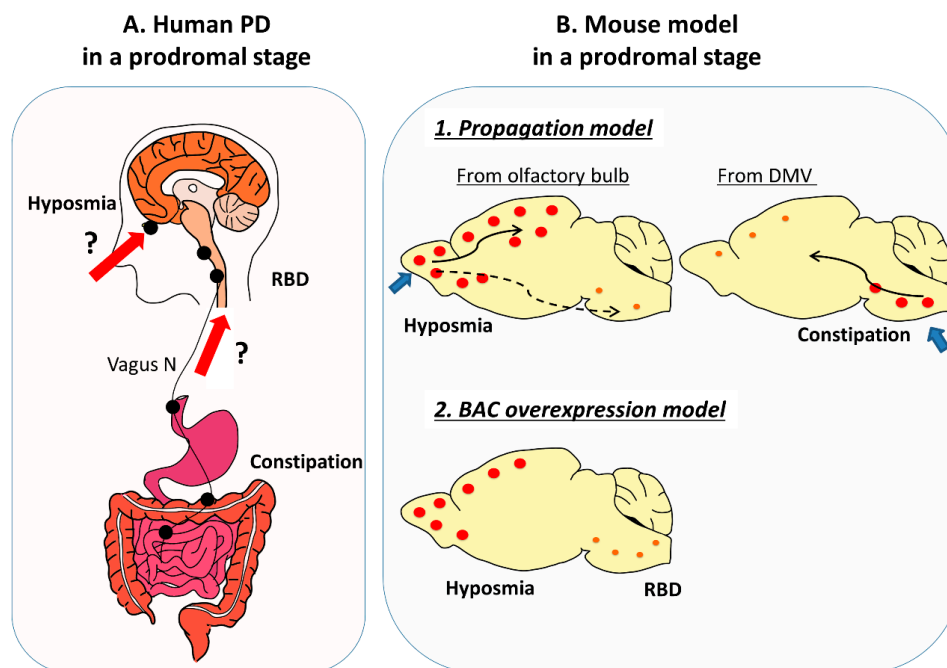 A. Human PD
in a prodromal stage
Hyposmia
?
RBD
?
Vagus N
Constipation
B. Mouse model
in a prodromal stage
1. Propagation model
From olfactory bulb
From DMV
Hyposmia
Constipation
2. BAC overexpression model
Hyposmia
RBD